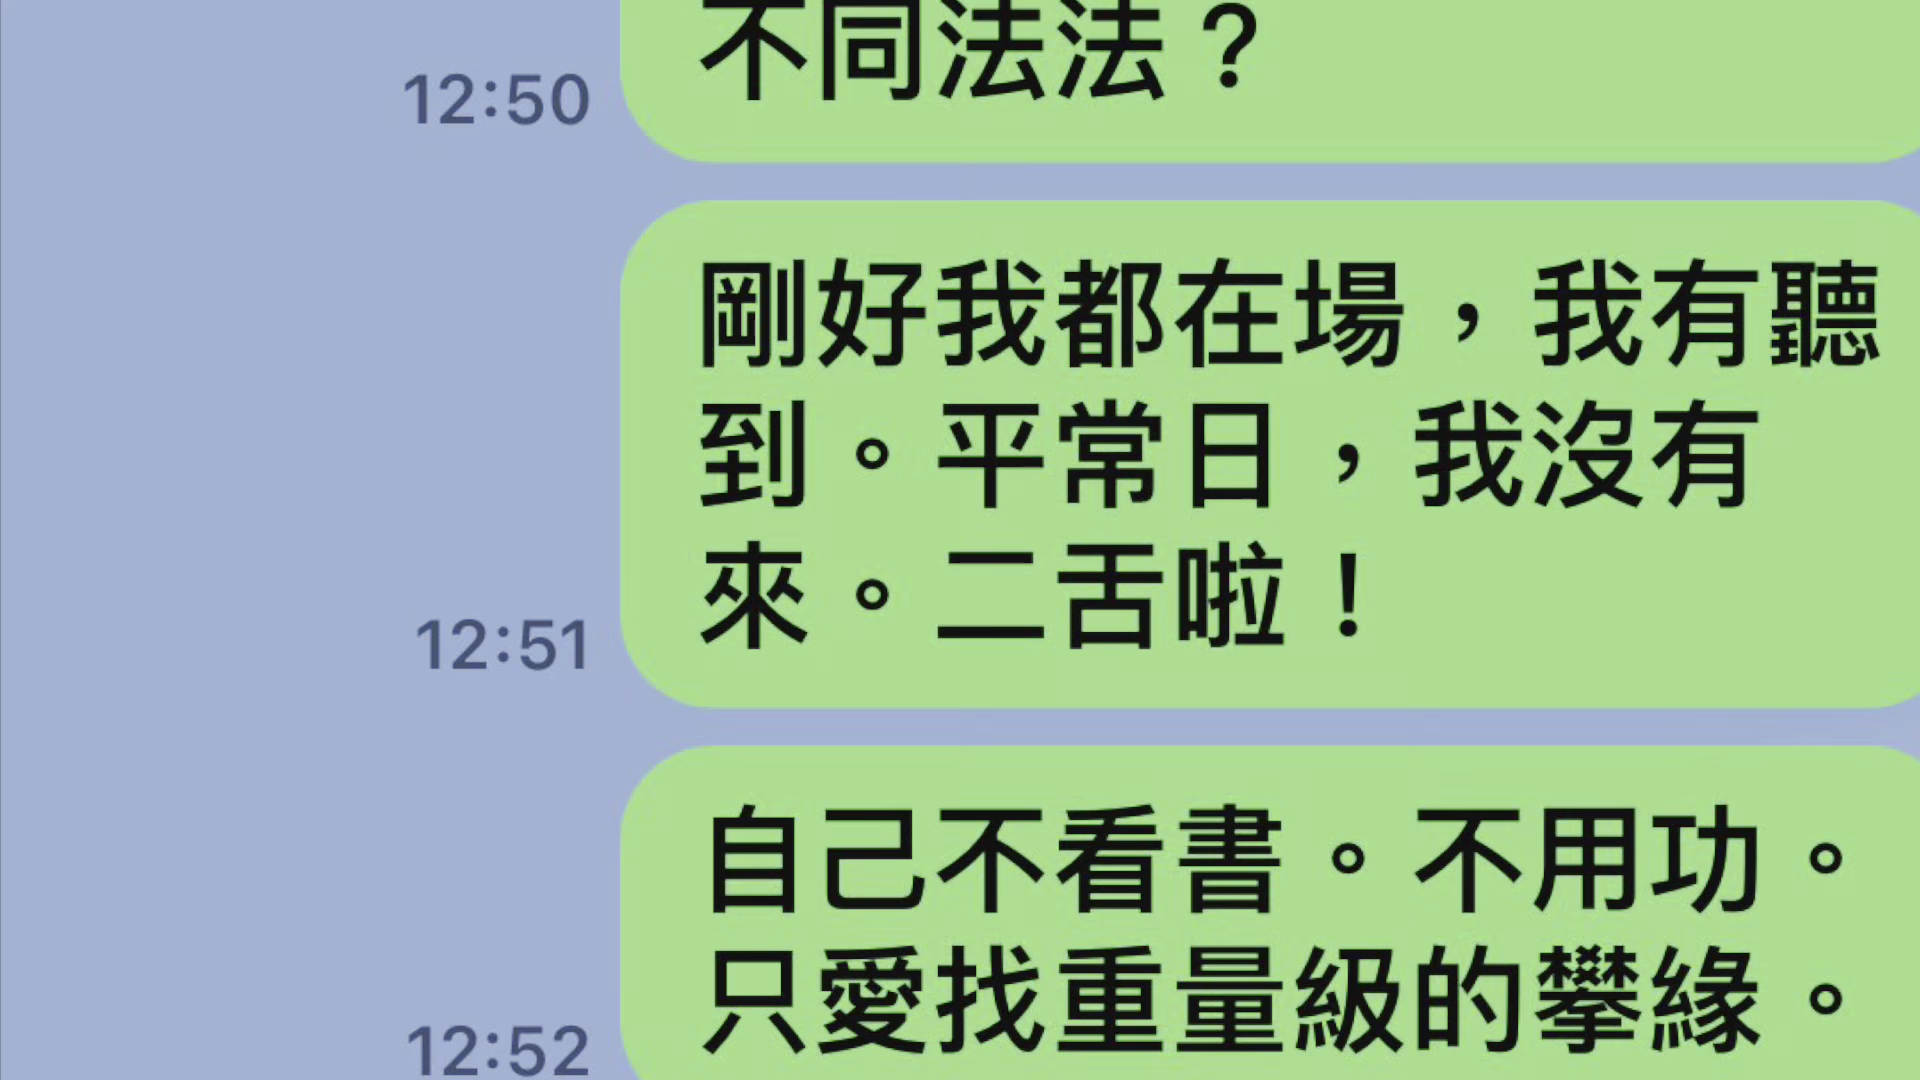 不同法法？
12:50
剛好我都在場，我有聽
到。平常日，我沒有
來。二舌啦！
12:51
自己不看書。不用功。
只愛找重量級的攀緣。
12:52